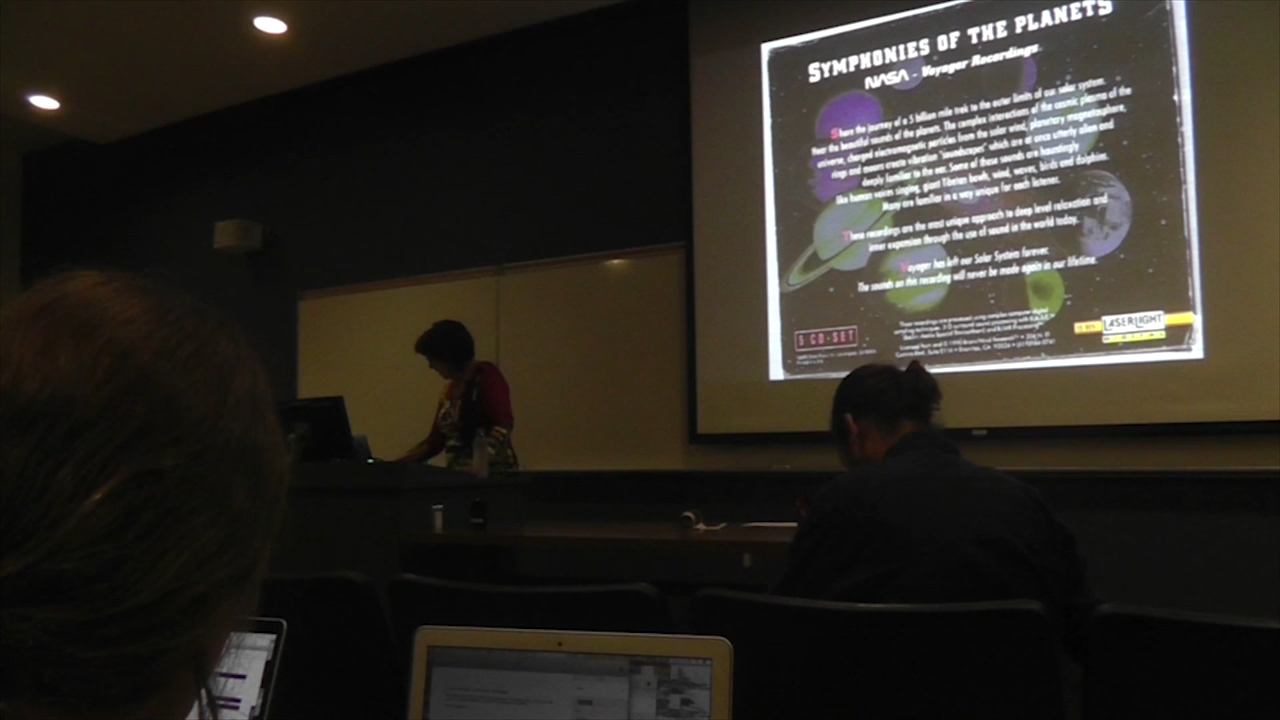 SYMPHONIES OF THE PLANETS
NASA - Voyager Recordings
Share the journey of a 5 billion mile trek to the outer limits of our solar system.
Hear the beautiful sounds of the planets. The complex interactions of the cosmic plasma of the
universe, charged electromagnetic particles from the solar wind, planetary magnetosphere,
rings and moons create vibration "soundscapes" which are at once utterly alien and
deeply familiar to the ear. Some of these sounds are hauntingly
like human voices singing, giant Tibetan bowls, wind, waves, birds and dolphins.
Many are familiar in a way unique for each listener.
These recordings are the most unique approach to deep level relaxation and
inner expansion through the use of sound in the world today.
Voyager has left our Solar System forever.
The sounds on this recording will never be made again in our lifetime.
5 CD-SET
LASERLIGHT